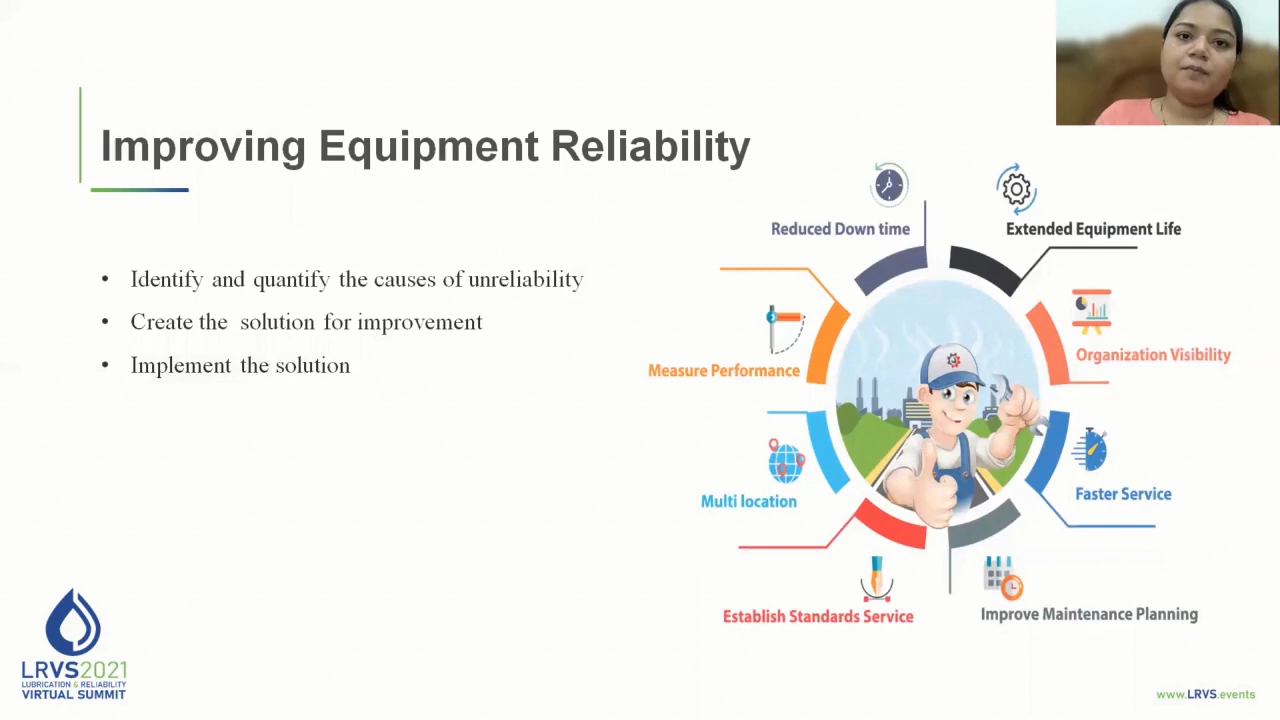 Improving Equipment Reliability
• Identify and quantify the causes of unreliability
• Create the solution for improvement
• Implement the solution
Reduced Down time
Extended Equipment Life
Measure Performance
Organization Visibility
Multi location
Faster Service
Establish Standards Service
Improve Maintenance Planning
LRVS2021
LUBRICATION & RELIABILITY
VIRTUAL SUMMIT
www.LRVS.events